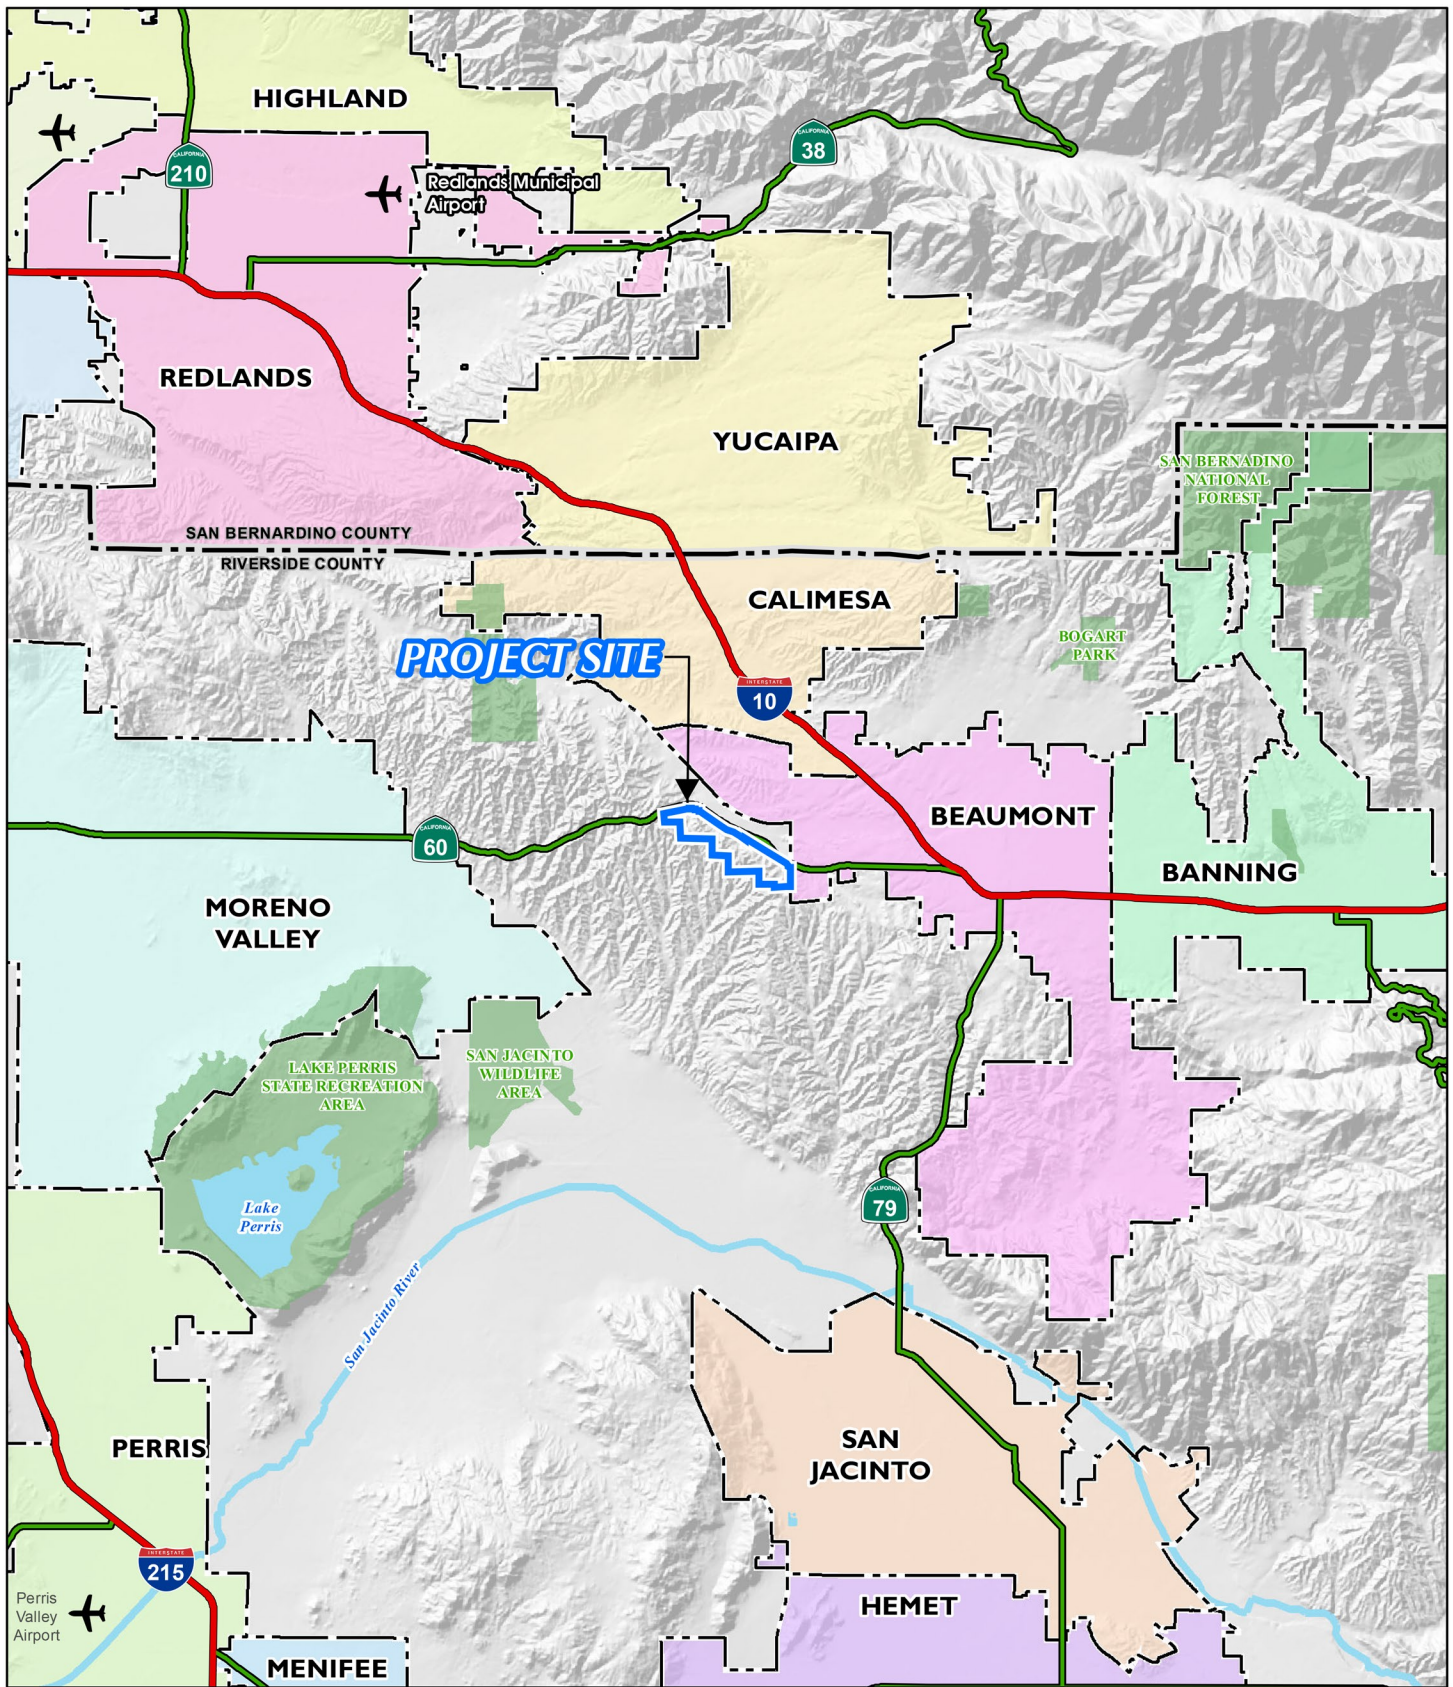 HIGHLAND
CALIFORNIA
38
CALIFORNIA
210
Redlands Municipal
Airport
REDLANDS
YUCAIPA
SAN BERNADINO
NATIONAL
FOREST
SAN BERNARDINO COUNTY
RIVERSIDE COUNTY
CALIMESA
BOGART
PARK
PROJECT SITE
INTERSTATE
10
BEAUMONT
CALIFORNIA
60
BANNING
MORENO
VALLEY
SAN JACINTO
WILDLIFE
AREA
LAKE PERRIS
STATE RECREATION
AREA
CALIFORNIA
79
Lake
Perris
San Jacinto River
PERRIS
SAN
JACINTO
INTERSTATE
215
Perris
Valley
Airport
HEMET
MENIFEE